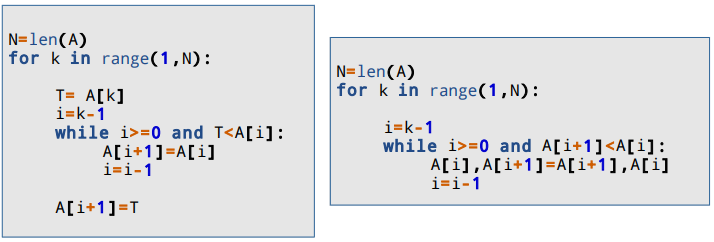 N=len(A)
for k in range(1,N):
T= A[k]
i=k-1
while i>=0 and T<A[i]:
A[i+1]=A[i]
i=i-1
A[i+1]=T
N=len(A)
for k in range(1,N):
i=k-1
while i>=0 and A[i+1]<A[i]:
A[i],A[i+1]=A[i+1],A[i]
i=i-1